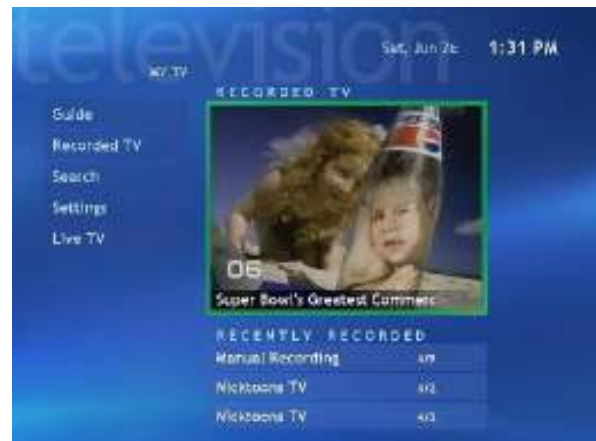 television
Sat, Jun 26 1:31 PM
MY TV
RECORDED TV
Guide
Recorded TV
Search
Settings
Live TV
06
Super Bowl's Greatest Commerc
RECENTLY RECORDED
Manual Recording
Nicktoons TV
Nicktoons TV